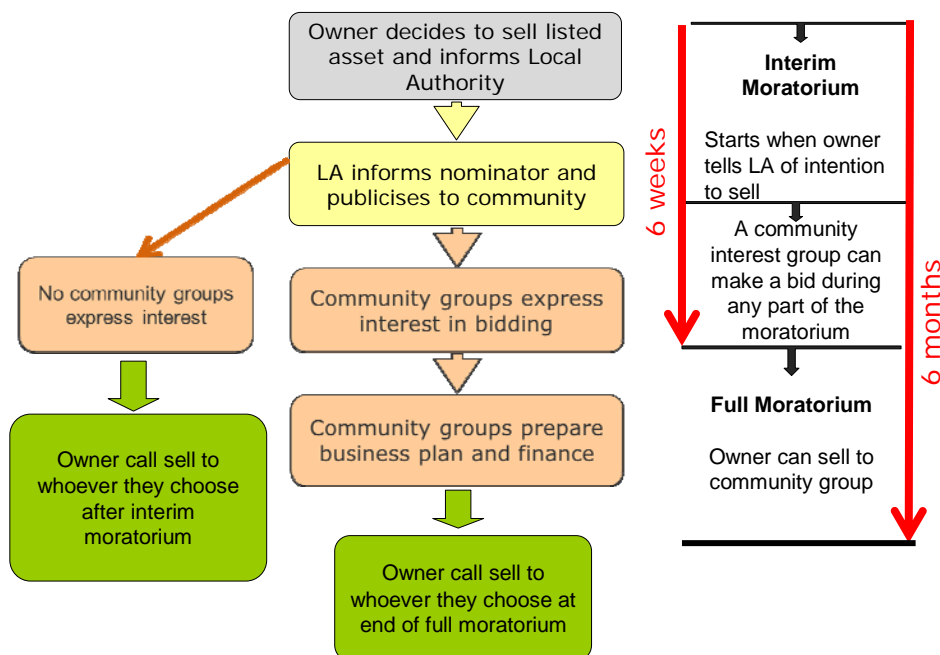 Owner decides to sell listed
asset and informs Local
Authority
LA informs nominator and
publicises to community
No community groups
express interest
Community groups express
interest in bidding
Community groups prepare
business plan and finance
Owner call sell to
whoever they choose
after interim
moratorium
Owner call sell to
whoever they choose at
end of full moratorium
6 weeks
Interim
Moratorium
Starts when owner
tells LA of intention
to sell
A community
interest group can
make a bid during
any part of the
moratorium
Full Moratorium
Owner can sell to
community group
6 months